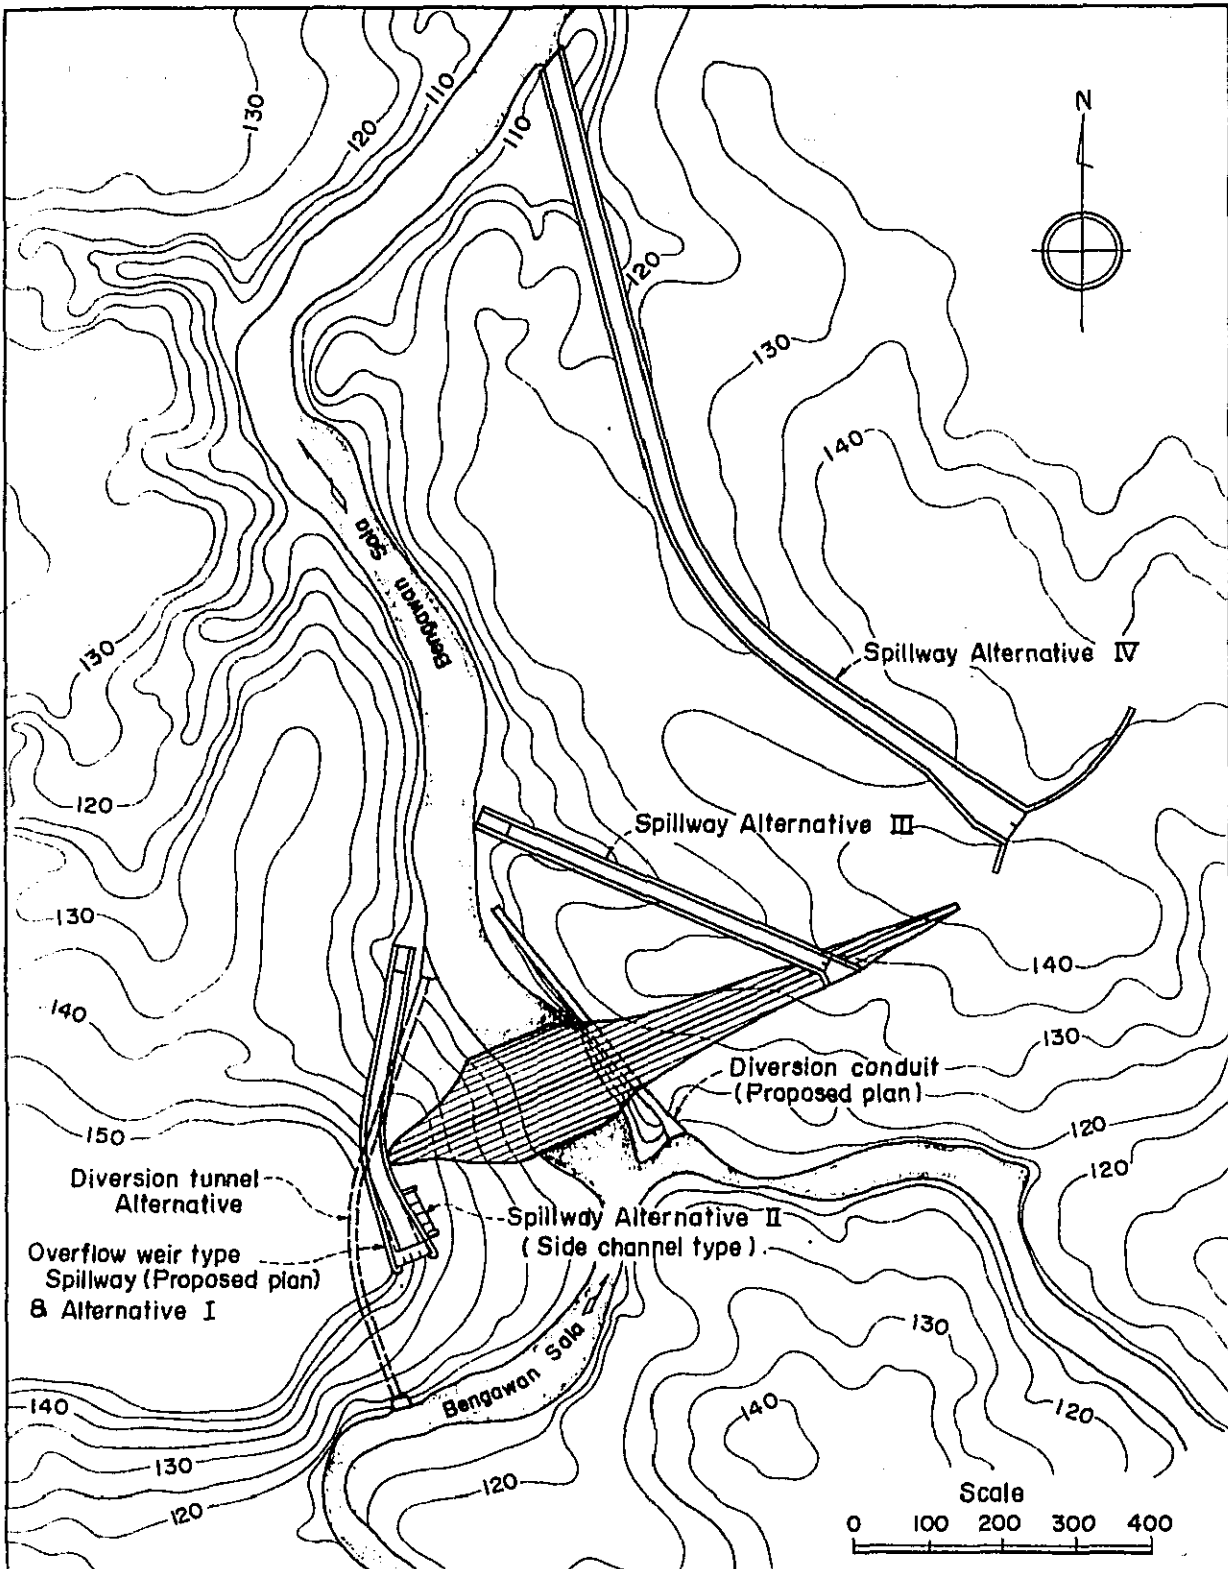 N
130
120
110
110
120
130
140
Bengawan Sala
130
Spillway Alternative IV
120
Spillway Alternative III
130
140
140
130
Diversion conduit
(Proposed plan)
150
120
120
Diversion tunnel
Alternative
Spillway Alternative II
(Side channel type)
Overflow weir type
Spillway (Proposed plan)
& Alternative I
130
Bengawan Sala
140
140
120
130
120
120
Scale
0 100 200 300 400